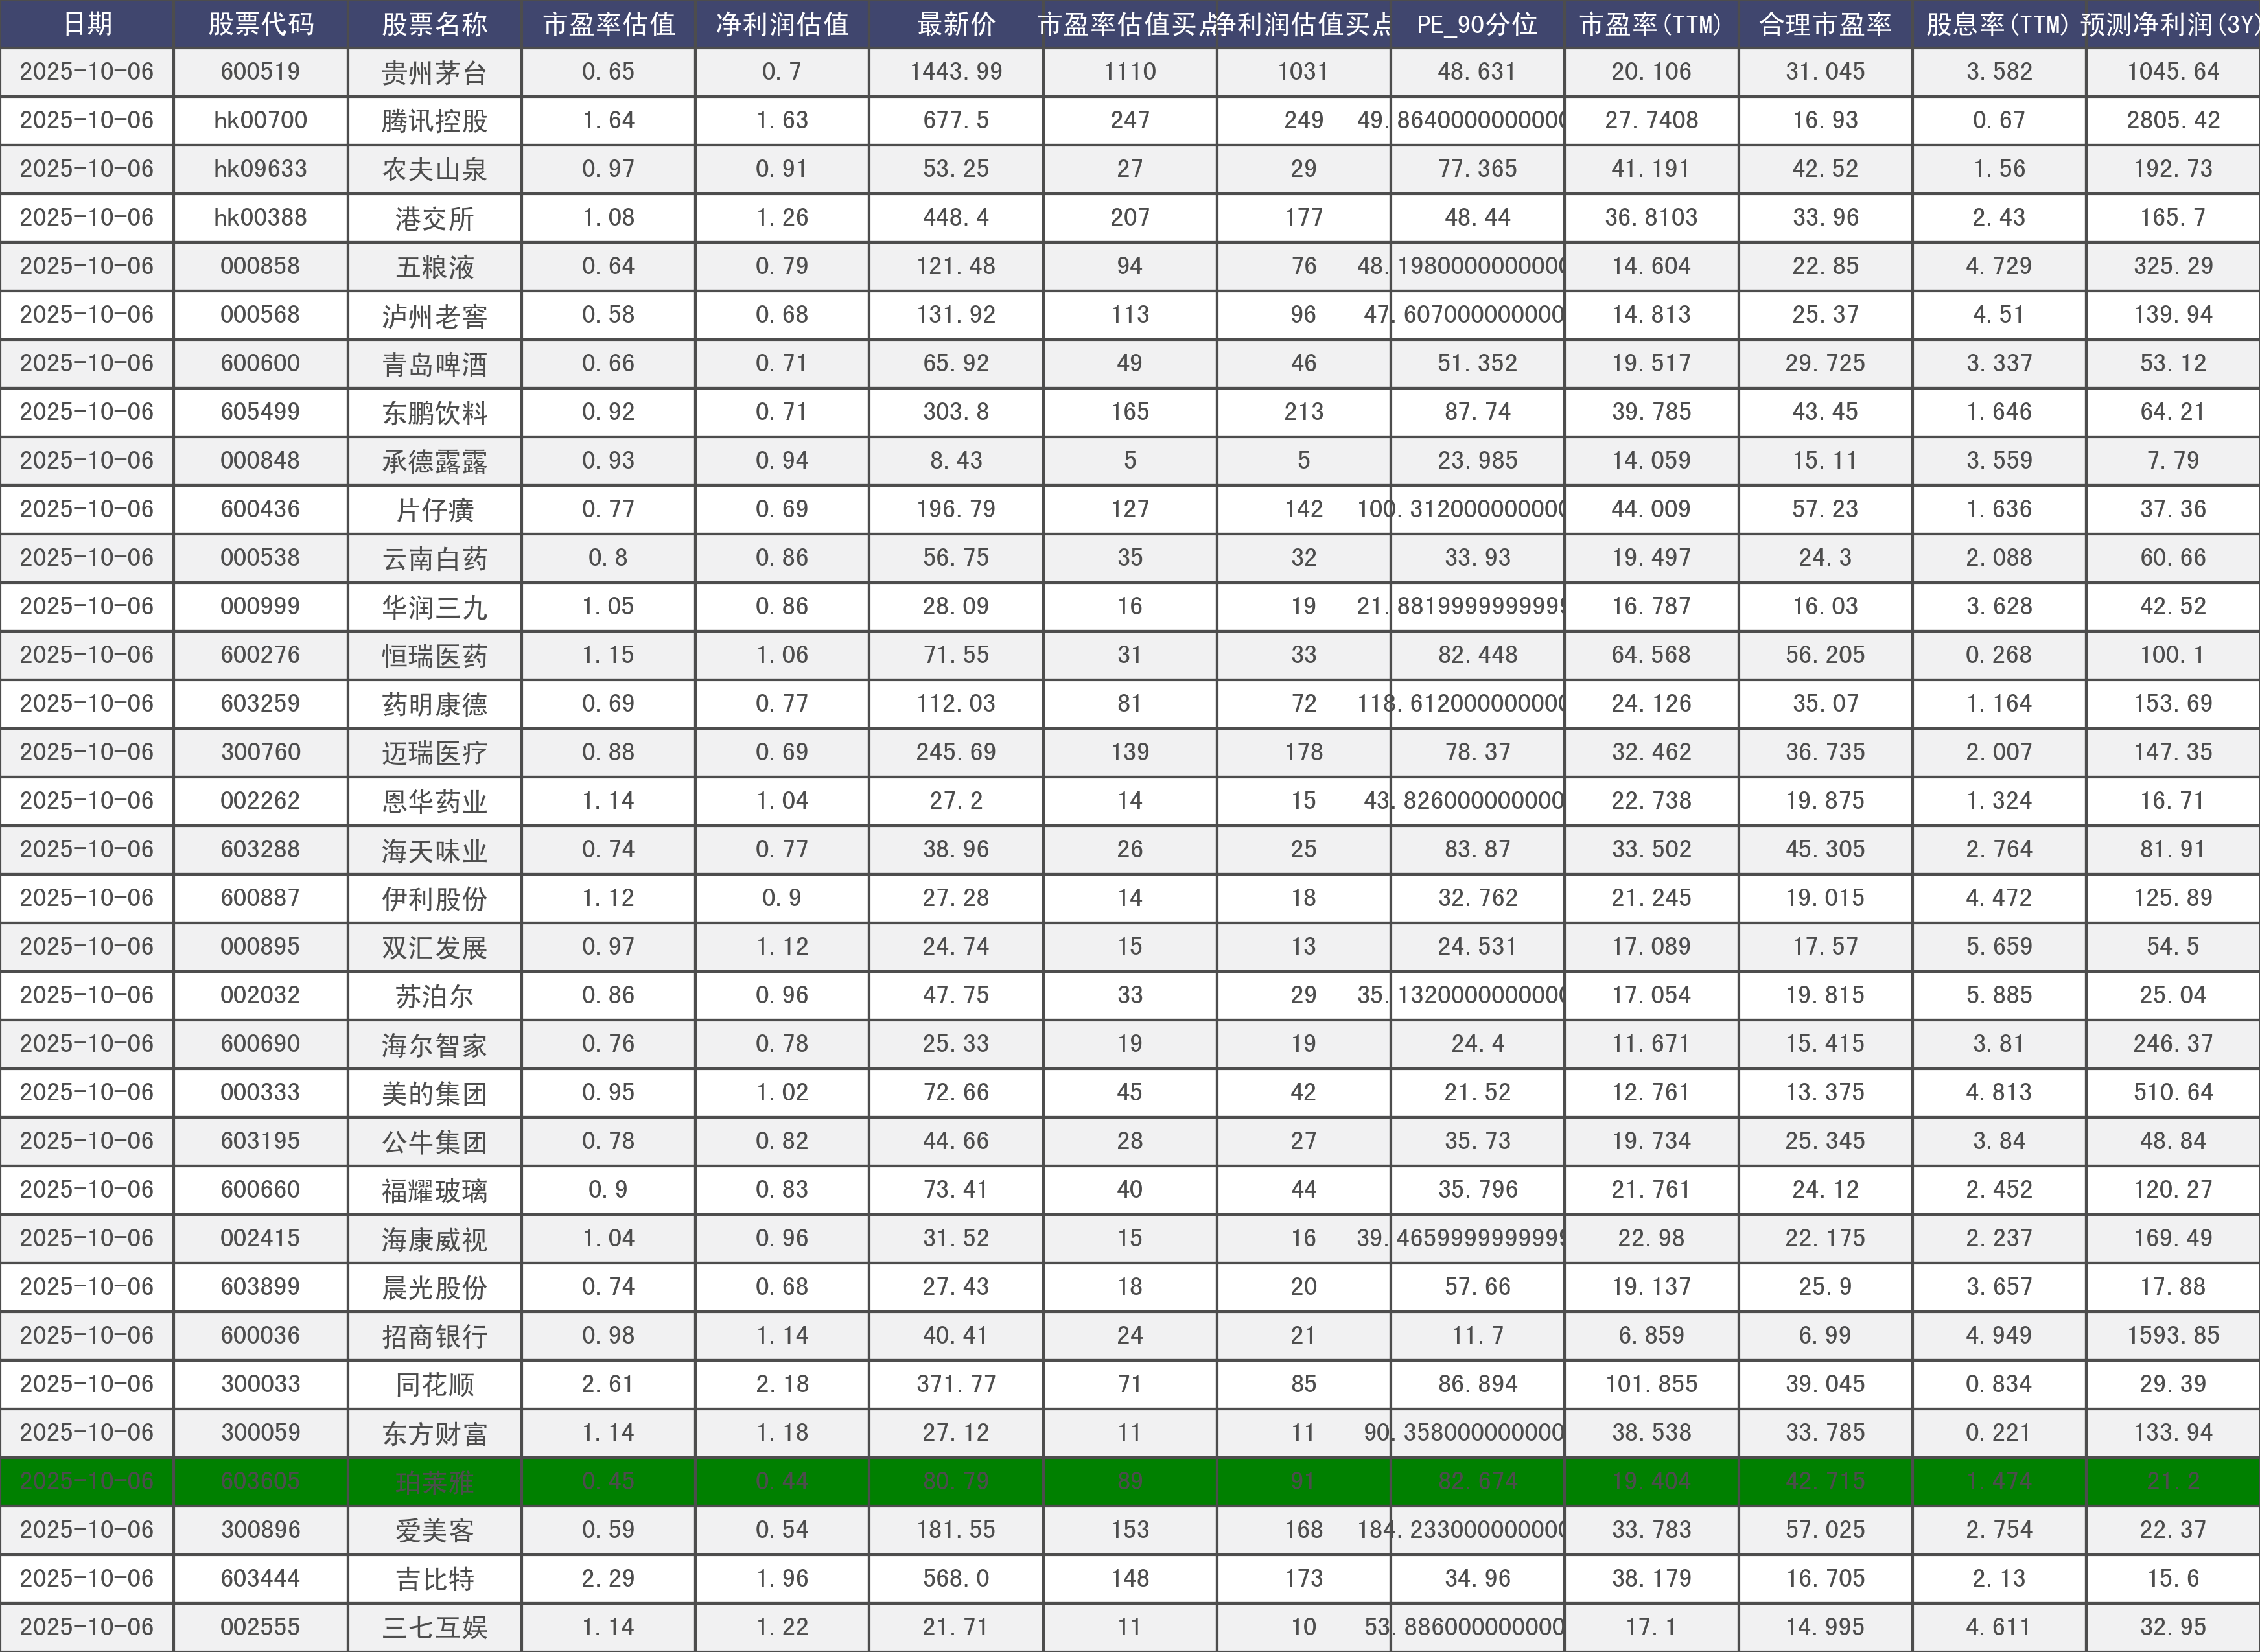 日期 股票代码 股票名称 市盈率估值 净利润估值 最新价 市盈率估值买点 净利润估值买点 PE_90分位 市盈率(TTM) 合理市盈率 股息率(TTM) 预测净利润(3Y)
2025-10-06 600519 贵州茅台 0.65 0.7 1443.99 1110 1031 48.631 20.106 31.045 3.582 1045.64
2025-10-06 hk00700 腾讯控股 1.64 1.63 677.5 247 249 49.8640000000000 27.7408 16.93 0.67 2805.42
2025-10-06 hk09633 农夫山泉 0.97 0.91 53.25 27 29 77.365 41.191 42.52 1.56 192.73
2025-10-06 hk00388 港交所 1.08 1.26 448.4 207 177 48.44 36.8103 33.96 2.43 165.7
2025-10-06 000858 五粮液 0.64 0.79 121.48 94 76 48.1980000000000 14.604 22.85 4.729 325.29
2025-10-06 000568 泸州老窖 0.58 0.68 131.92 113 96 47.607000000000 14.813 25.37 4.51 139.94
2025-10-06 600600 青岛啤酒 0.66 0.71 65.92 49 46 51.352 19.517 29.725 3.337 53.12
2025-10-06 605499 东鹏饮料 0.92 0.71 303.8 165 213 87.74 39.785 43.45 1.646 64.21
2025-10-06 000848 承德露露 0.93 0.94 8.43 5 5 23.985 14.059 15.11 3.559 7.79
2025-10-06 600436 片仔癀 0.77 0.69 196.79 127 142 100.312000000000 44.009 57.23 1.636 37.36
2025-10-06 000538 云南白药 0.8 0.86 56.75 35 32 33.93 19.497 24.3 2.088 60.66
2025-10-06 000999 华润三九 1.05 0.86 28.09 16 19 21.8819999999999 16.787 16.03 3.628 42.52
2025-10-06 600276 恒瑞医药 1.15 1.06 71.55 31 33 82.448 64.568 56.205 0.268 100.1
2025-10-06 603259 药明康德 0.69 0.77 112.03 81 72 118.612000000000 24.126 35.07 1.164 153.69
2025-10-06 300760 迈瑞医疗 0.88 0.69 245.69 139 178 78.37 32.462 36.735 2.007 147.35
2025-10-06 002262 恩华药业 1.14 1.04 27.2 14 15 43.826000000000 22.738 19.875 1.324 16.71
2025-10-06 603288 海天味业 0.74 0.77 38.96 26 25 83.87 33.502 45.305 2.764 81.91
2025-10-06 600887 伊利股份 1.12 0.9 27.28 14 18 32.762 21.245 19.015 4.472 125.89
2025-10-06 000895 双汇发展 0.97 1.12 24.74 15 13 24.531 17.089 17.57 5.659 54.5
2025-10-06 002032 苏泊尔 0.86 0.96 47.75 33 29 35.1320000000000 17.054 19.815 5.885 25.04
2025-10-06 600690 海尔智家 0.76 0.78 25.33 19 19 24.4 11.671 15.415 3.81 246.37
2025-10-06 000333 美的集团 0.95 1.02 72.66 45 42 21.52 12.761 13.375 4.813 510.64
2025-10-06 603195 公牛集团 0.78 0.82 44.66 28 27 35.73 19.734 25.345 3.84 48.84
2025-10-06 600660 福耀玻璃 0.9 0.83 73.41 40 44 35.796 21.761 24.12 2.452 120.27
2025-10-06 002415 海康威视 1.04 0.96 31.52 15 16 39.4659999999999 22.98 22.175 2.237 169.49
2025-10-06 603899 晨光股份 0.74 0.68 27.43 18 20 57.66 19.137 25.9 3.657 17.88
2025-10-06 600036 招商银行 0.98 1.14 40.41 24 21 11.7 6.859 6.99 4.949 1593.85
2025-10-06 300033 同花顺 2.61 2.18 371.77 71 85 86.894 101.855 39.045 0.834 29.39
2025-10-06 300059 东方财富 1.14 1.18 27.12 11 11 90.358000000000 38.538 33.785 0.221 133.94
2025-10-06 603605 珀莱雅 0.45 0.44 80.79 89 91 82.674 19.404 42.715 1.474 21.2
2025-10-06 300896 爱美客 0.59 0.54 181.55 153 168 184.233000000000 33.783 57.025 2.754 22.37
2025-10-06 603444 吉比特 2.29 1.96 568.0 148 173 34.96 38.179 16.705 2.13 15.6
2025-10-06 002555 三七互娱 1.14 1.22 21.71 11 10 53.886000000000 17.1 14.995 4.611 32.95